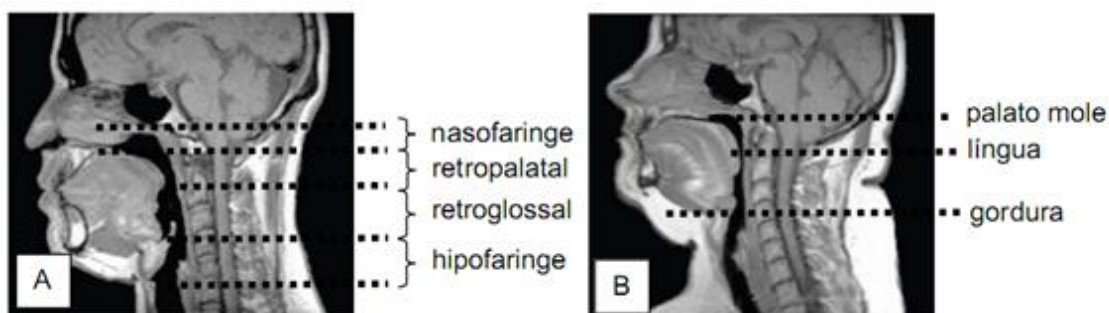 nasofaringe
retropalatal
retroglossal
hipofaringe
A
palato mole
língua
gordura
B